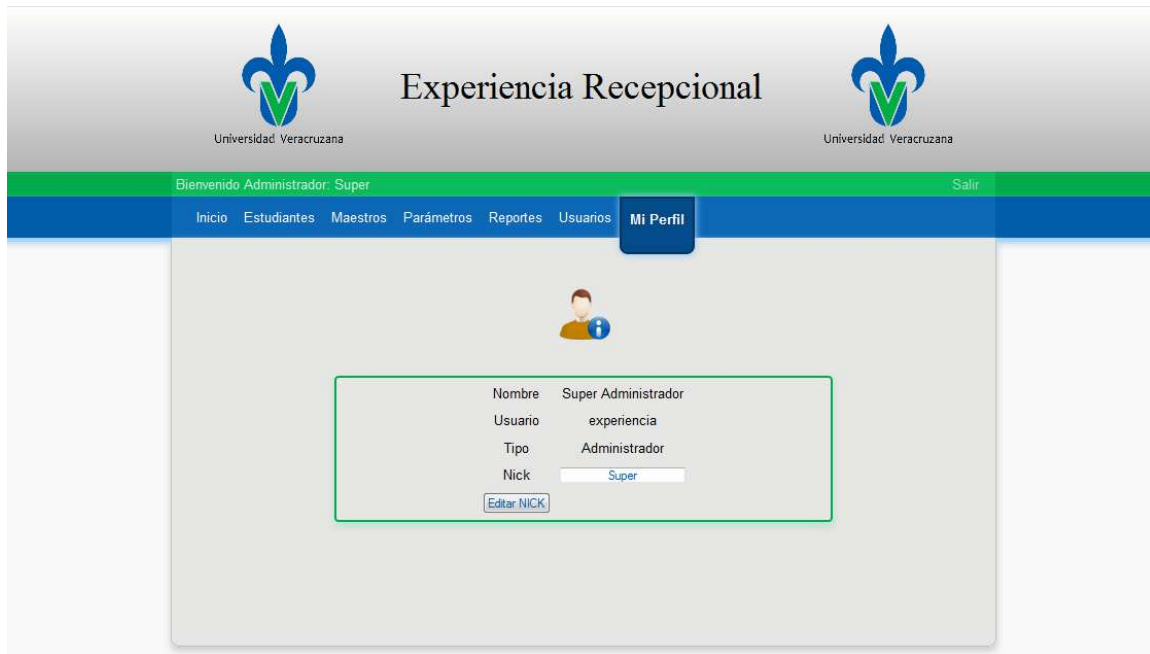 Experiencia Recepcional
Universidad Veracruzana
Universidad Veracruzana
Bienvenido Administrador: Super Salir
Inicio Estudiantes Maestros Parámetros Reportes Usuarios Mi Perfil
Nombre Super Administrador
Usuario experiencia
Tipo Administrador
Nick Super
Editar NICK